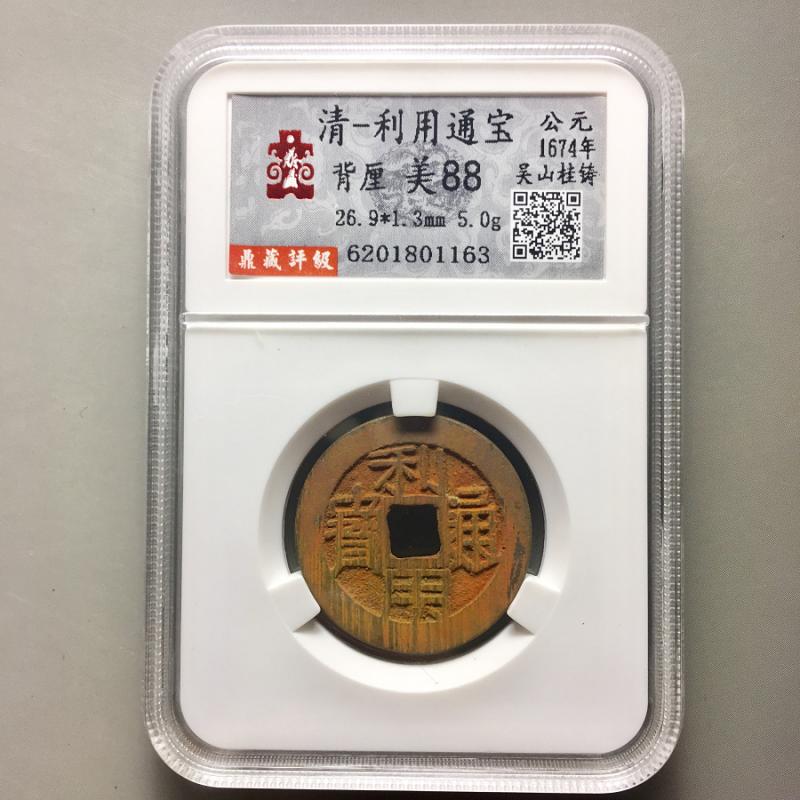 清-利用通宝
公元
1674年
背厘 美88
吴山桂铸
26.9*1.3mm 5.0g
鼎藏評級
6201801163
利用通寳